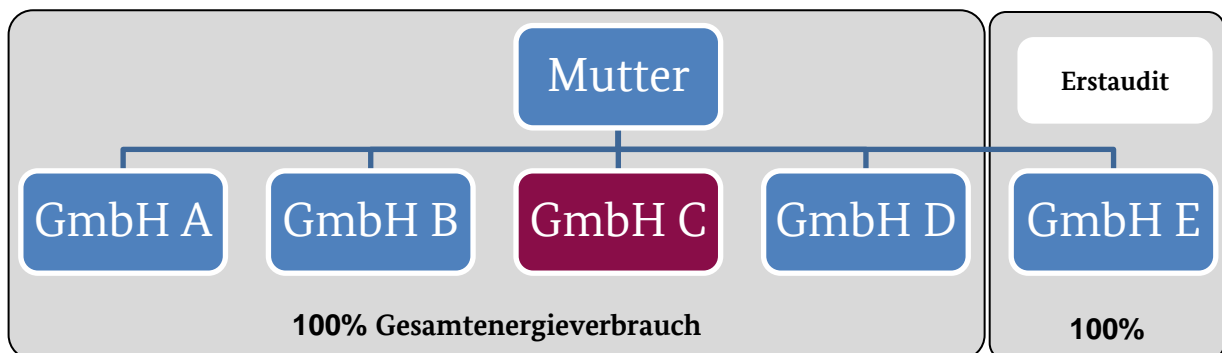 Mutter
Erstaudit
GmbH A
GmbH B
GmbH C
GmbH D
GmbH E
100% Gesamtenergieverbrauch
100%